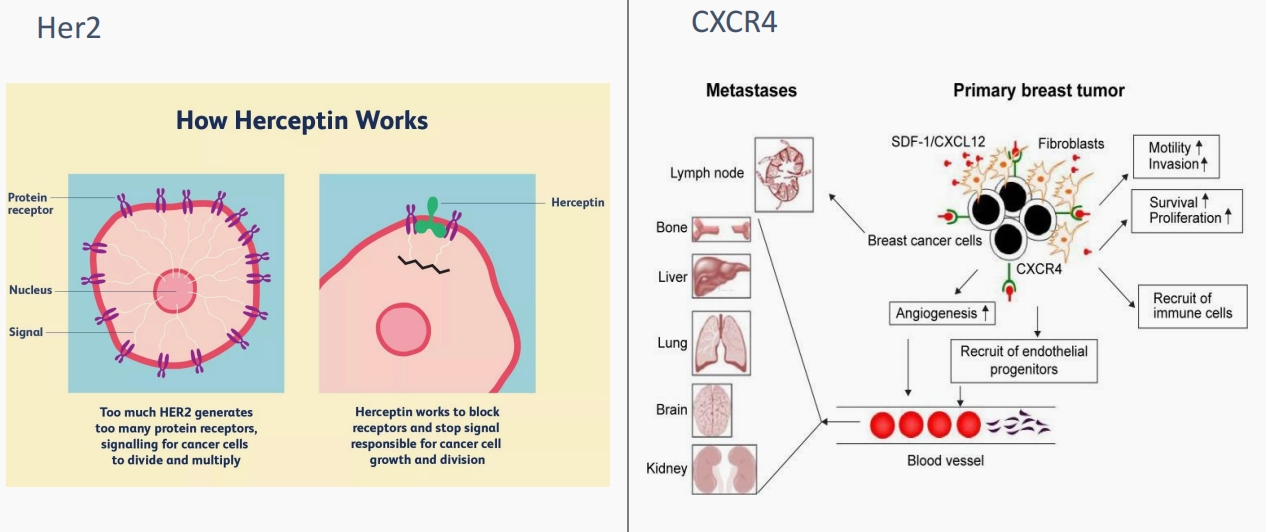 Her2
How Herceptin Works
Protein
receptor
Nucleus
Signal
Herceptin
Too much HER2 generates
too many protein receptors,
signalling for cancer cells
to divide and multiply
Herceptin works to block
receptors and stop signal
responsible for cancer cell
growth and division
CXCR4
Metastases
Primary breast tumor
Lymph node
Bone
Liver
Lung
Brain
Kidney
SDF-1/CXCL12
Fibroblasts
Breast cancer cells
CXCR4
Motility ↑
Invasion ↑
Survival ↑
Proliferation ↑
Recruit of
immune cells
Angiogenesis ↑
Recruit of endothelial
progenitors
Blood vessel